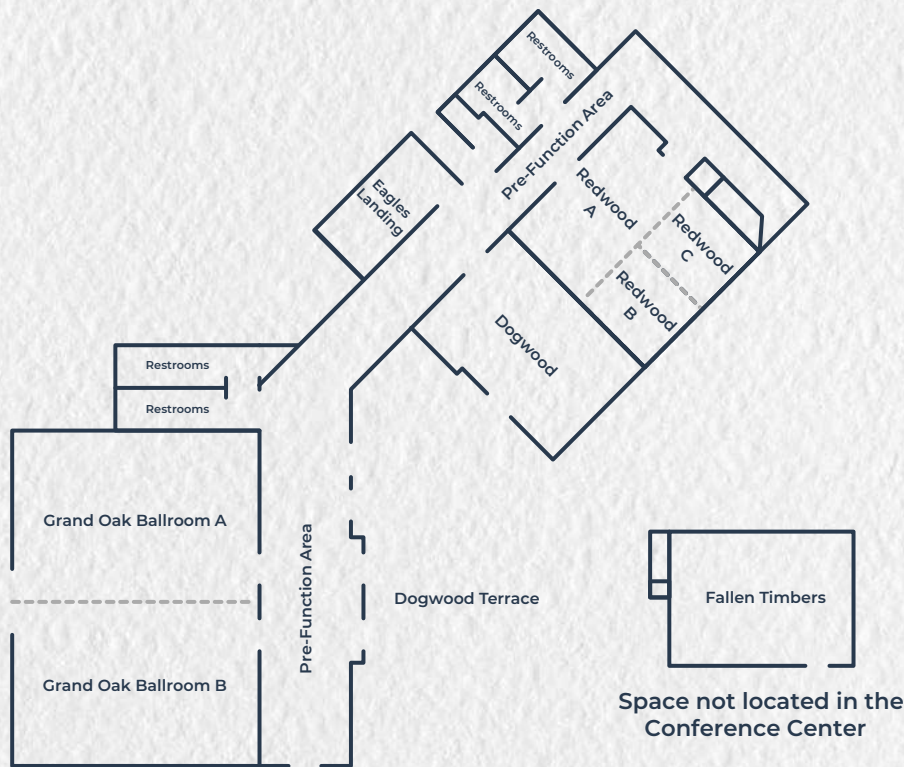 Restrooms
Restrooms
Pre-Function Area
Eagles
Landing
Redwood
A
Redwood
C
Redwood
B
Dogwood
Restrooms
Restrooms
Grand Oak Ballroom A
Pre-Function Area
Dogwood Terrace
Fallen Timbers
Grand Oak Ballroom B
Space not located in the
Conference Center